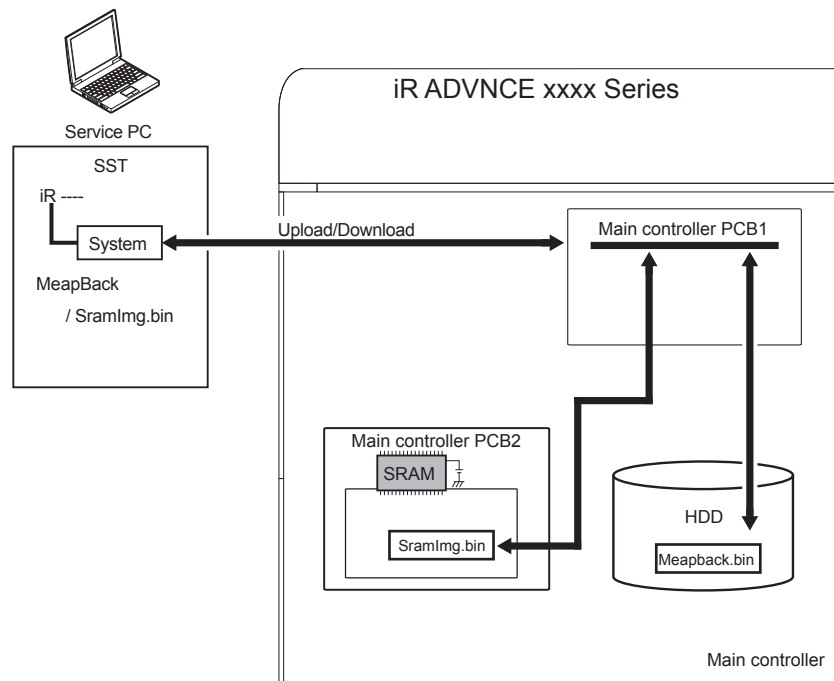 iR ADVNCE xxxx Series
Service PC
SST
iR ----
System
Upload/Download
Main controller PCB1
MeapBack
/ SramImg.bin
Main controller PCB2
SRAM
SramImg.bin
HDD
Meapback.bin
Main controller